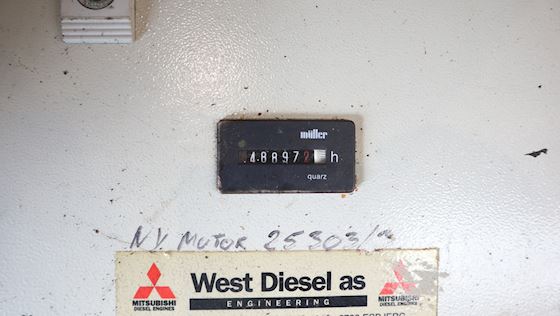 müller
488972 h
quarz
NY MOTOR 25303/
West Diesel as
ENGINEERING
MITSUBISHI
DIESEL ENGINES
MITSUBISHI
DIESEL ENGINES